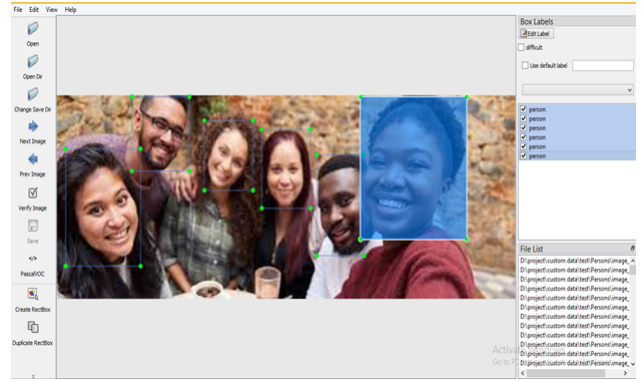 File Edit View Help
Open
Open Dir
Change Save Dir
Next Image
Prev Image
Verify Image
Save
</>
PascalVOC
Create RectBox
Duplicate RectBox
Box Labels
Edit Label
difficult
Use default label
person
person
person
person
person
person
File List
D:\project\custom data\test\Persons\image_
D:\project\custom data\test\Persons\image_
D:\project\custom data\test\Persons\image_
D:\project\custom data\test\Persons\image_
D:\project\custom data\test\Persons\image_
D:\project\custom data\test\Persons\image_
D:\project\custom data\test\Persons\image_
D:\project\custom data\test\Persons\image_
D:\project\custom data\test\Persons\image_
D:\project\custom data\test\Persons\image_
D:\project\custom data\test\Persons\image_
D:\project\custom data\test\Persons\image_
Go to